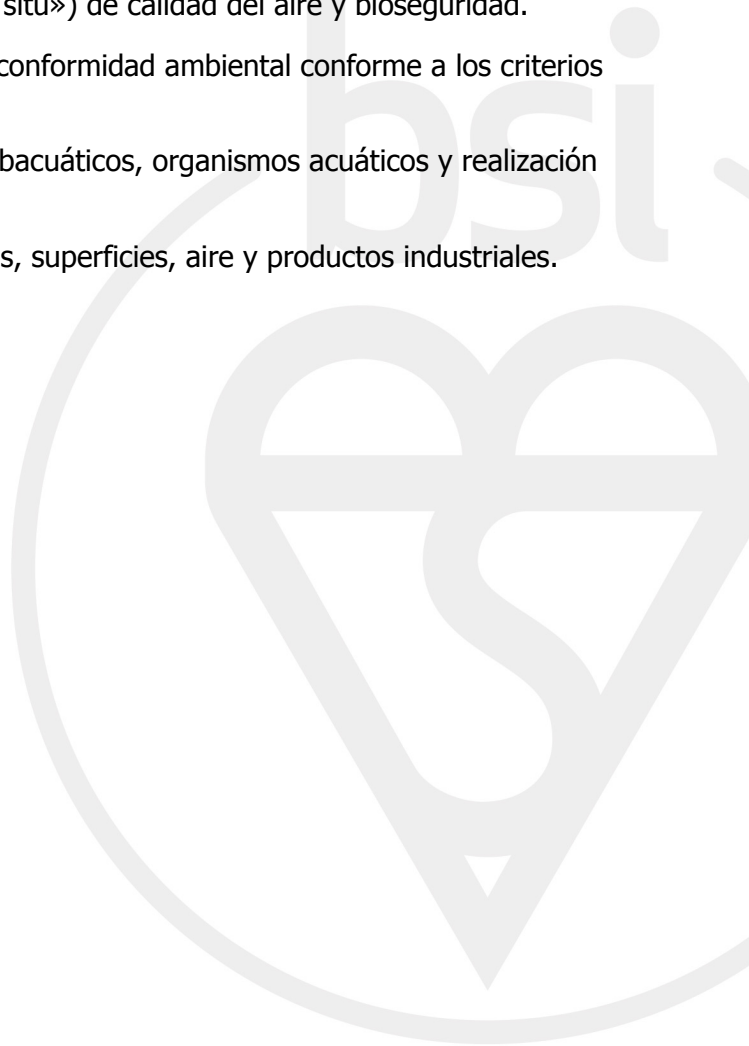 situ») de calidad del aire y bioseguridad.
conformidad ambiental conforme a los criterios
bacuáticos, organismos acuáticos y realización
s, superficies, aire y productos industriales.
bsi